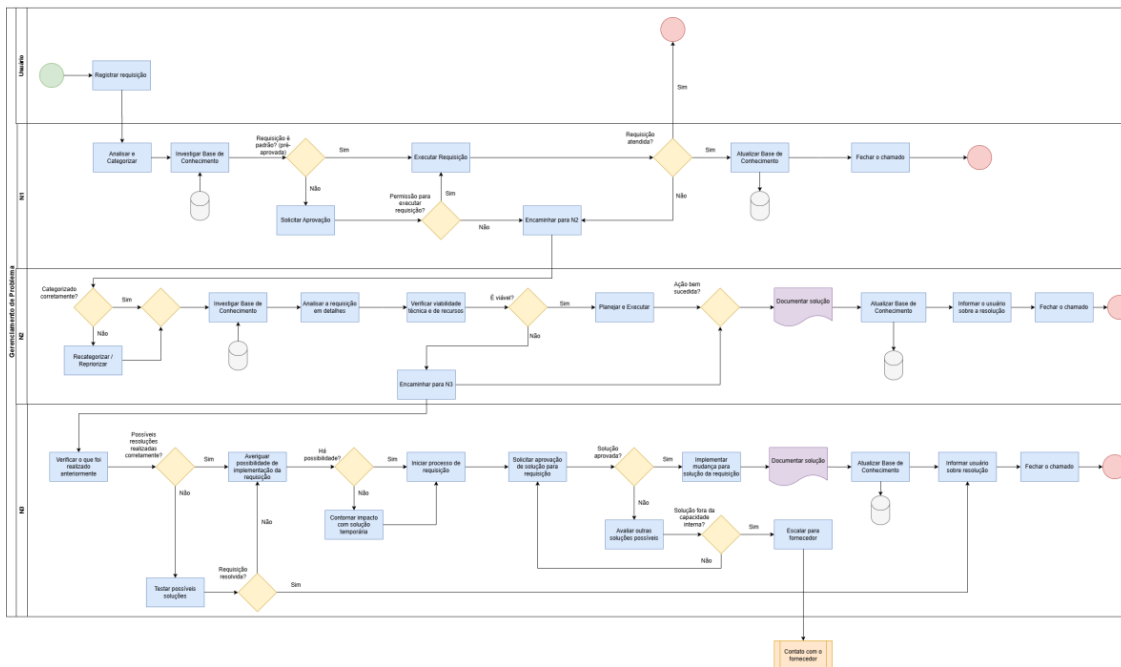 Gerenciamento de Problema
Usuário
Registrar requisição
Sim
N1
Analisar e
Categorizar
Investigar Base de
Conhecimento
Requisição é
padrão? (pré-
aprovada)
Sim
Não
Solicitar Aprovação
Executar Requisição
Permissão para
executar
requisição?
Sim
Não
Encaminhar para N2
Requisição
atendida?
Sim
Não
Atualizar Base de
Conhecimento
Fechar o chamado
N2
Categorizado
corretamente?
Sim
Não
Recategorizar /
Repriorizar
Investigar Base de
Conhecimento
Analisar a requisição
em detalhes
Verificar viabilidade
técnica e de recursos
É viável?
Sim
Não
Encaminhar para N3
Planejar e Executar
Ação bem
sucedida?
Documentar solução
Atualizar Base de
Conhecimento
Informar o usuário
sobre a resolução
Fechar o chamado
N3
Verificar o que foi
realizado
anteriormente
Possíveis
resoluções
realizadas
corretamente?
Sim
Não
Testar possíveis
soluções
Requisição
resolvida?
Não
Sim
Averiguar
possibilidade de
implementação da
requisição
Há
possibilidade?
Sim
Não
Contornar impacto
com solução
temporária
Iniciar processo de
requisição
Solicitar aprovação
de solução para
requisição
Solução
aprovada?
Sim
Não
Avaliar outras
soluções possíveis
Solução fora da
capacidade
interna?
Sim
Não
Escalar para
fornecedor
Implementar
mudança para
solução da requisição
Documentar solução
Atualizar Base de
Conhecimento
Informar usuário
sobre resolução
Fechar o chamado
Contato com o
fornecedor